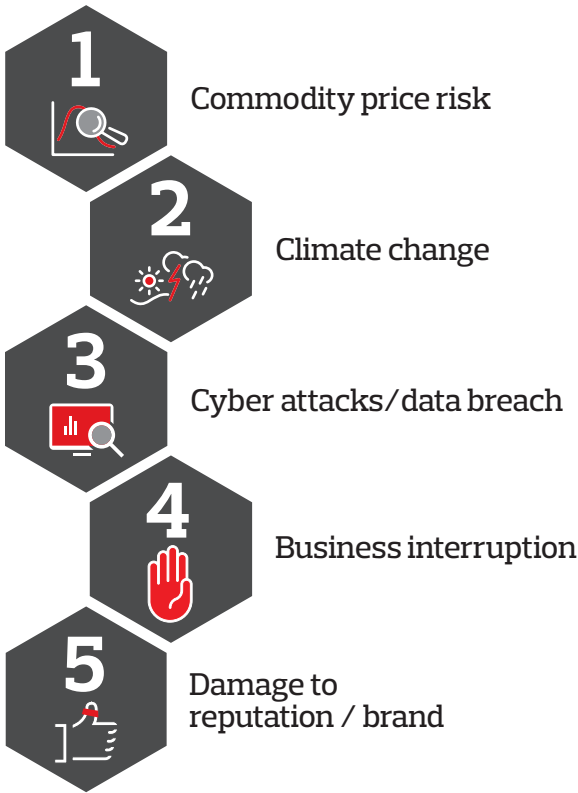 1
Commodity price risk
2
Climate change
3
Cyber attacks/data breach
4
Business interruption
5
Damage to
reputation / brand